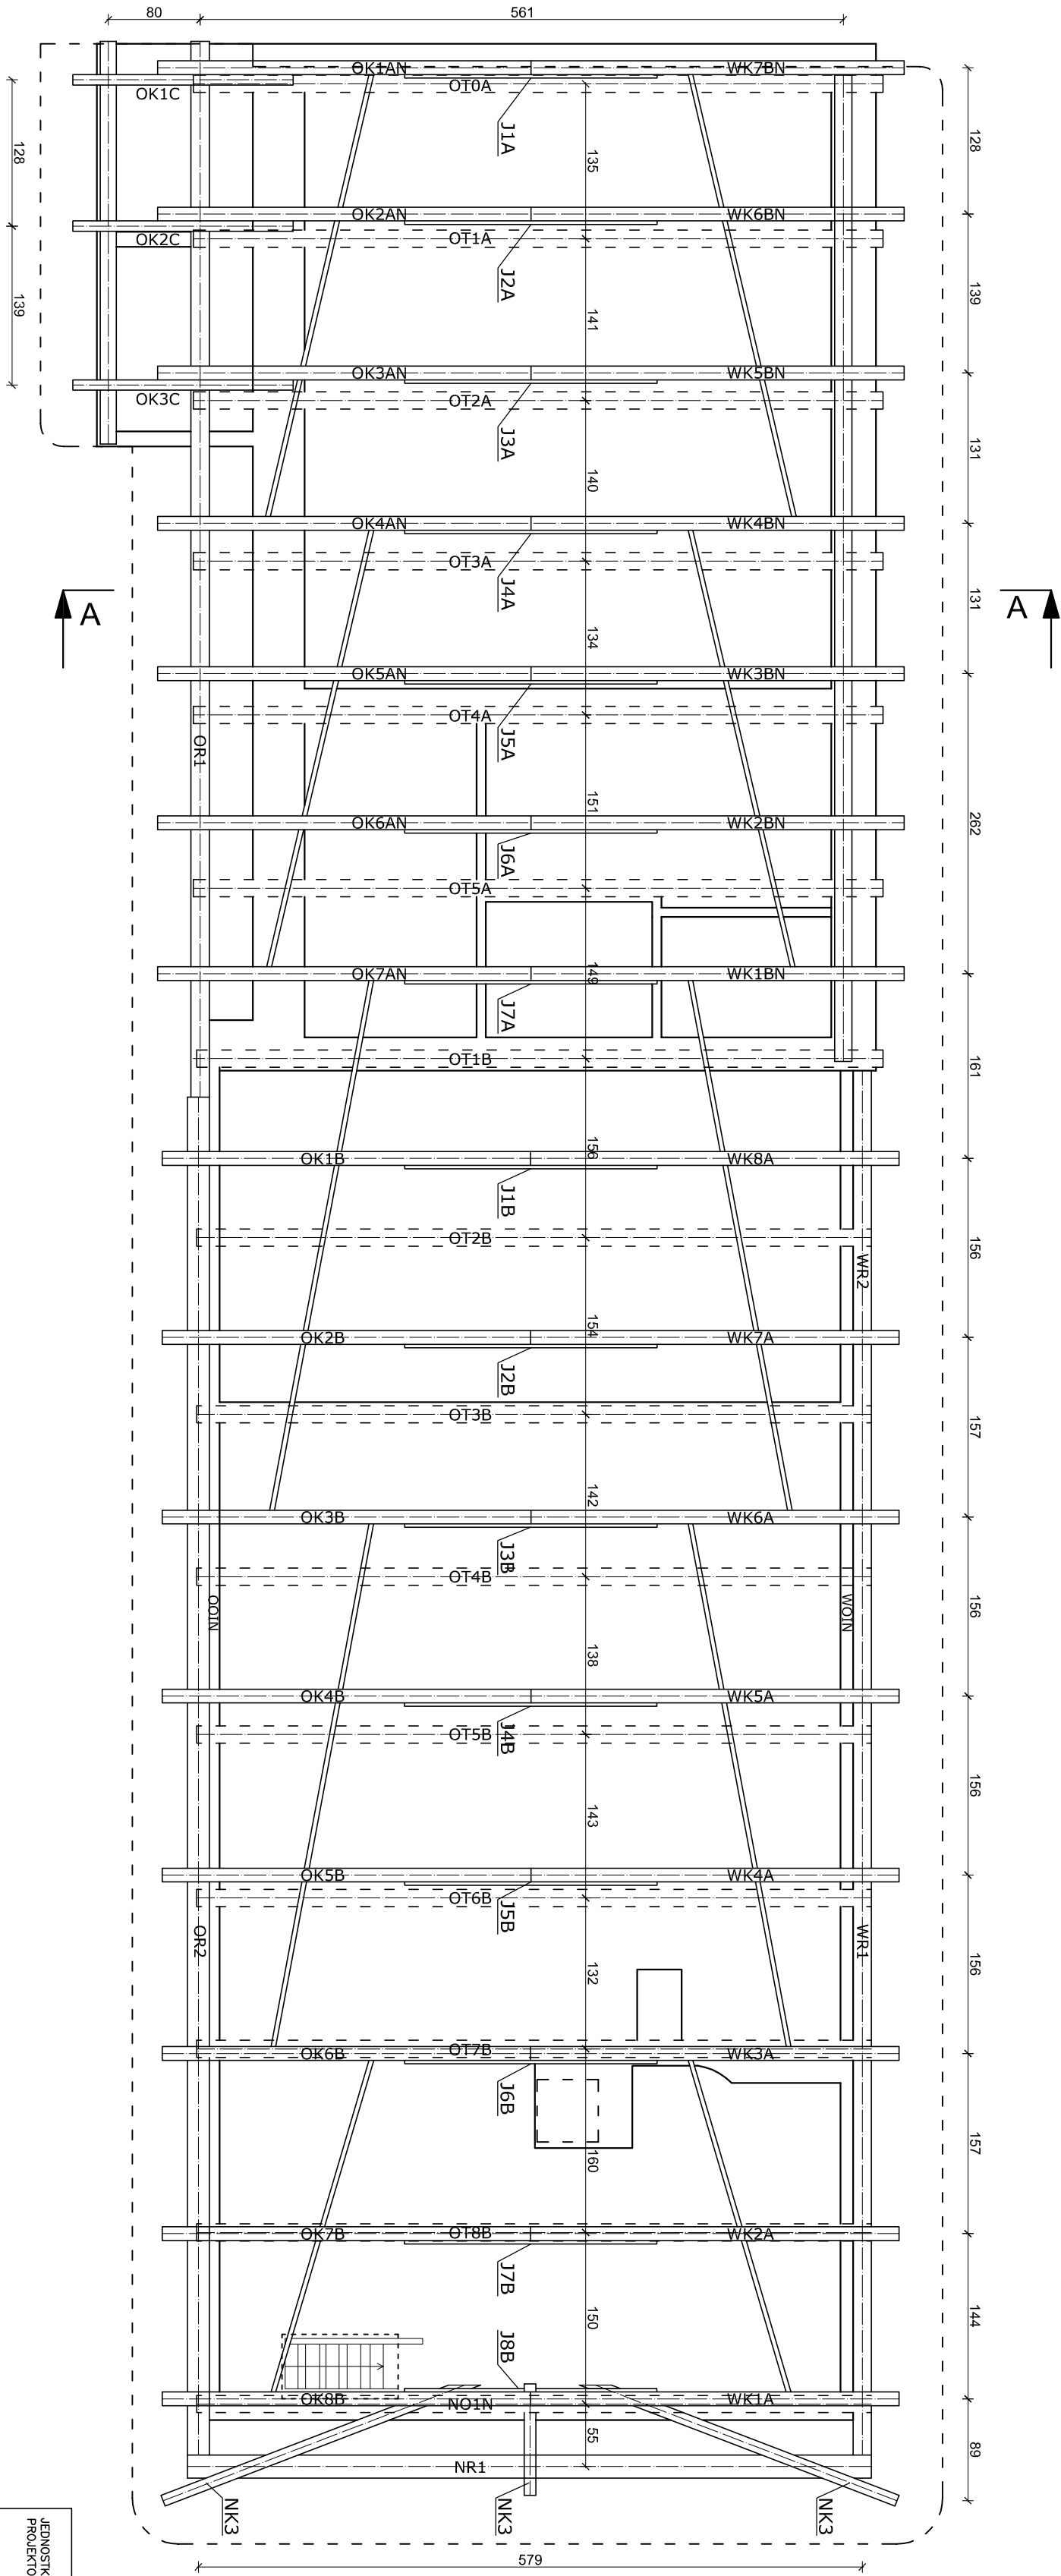 80
561
OK1AN
WK7BN
OK1C
OT0A
J1A
128
135
128
OK2AN
WK6BN
OK2C
OT1A
J2A
139
141
139
OK3AN
WK5BN
OK3C
OT2A
J3A
140
131
OK4AN
WK4BN
OT3A
J4A
A
A
134
131
OK5AN
WK3BN
OT4A
OR1
J5A
151
262
OK6AN
WK2BN
J6A
OT5A
OK7AN
149
WK1BN
J7A
OT1B
161
OK1B
156
WK8A
J1B
OT2B
156
WR2
OK2B
154
WK7A
J2B
OT3B
157
142
OK3B
WK6A
J3B
OT4B
OOIN
WOIN
156
138
OK4B
WK5A
J4B
OT5B
156
143
OK5B
WK4A
OT6B
J5B
OR2
WR1
132
156
OK6B
OT7B
WK3A
J6B
160
157
OK7B
OT8B
WK2A
J7B
150
144
J8B
OK8B
NO1N
WK1A
55
89
NR1
NK3
NK3
NK3
JEDNOSTK
PROJEKTO
579